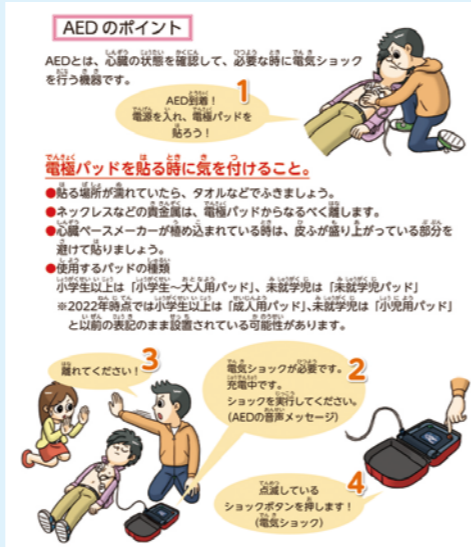 AEDのポイント
AEDとは、心臓の状態を確認して、必要な時に電気ショック
を行う機器です。
1
AED到着！
電源を入れ、電極パッドを
貼ろう！
電極パッドを貼る時に気を付けること。
●貼る場所が濡れていたら、タオルなどでふきましょう。
●ネックレスなどの貴金属は、電極パッドからなるべく離します。
●心臓ペースメーカーが埋め込まれている時は、皮ふが盛り上がっている部分を
避けて貼りましょう。
●使用するパッドの種類
小学生以上は「小学生～大人用パッド」、未就学児は「未就学児パッド」
※2022年時点では小学生以上は「成人用パッド」、未就学児は「小児用パッド」
と以前の表記のまま設置されている可能性があります。
2
電気ショックが必要です。
充電中です。
ショックを実行してください。
(AEDの音声メッセージ)
3
離れてください！
4
点滅している
ショックボタンを押します！
(電気ショック)